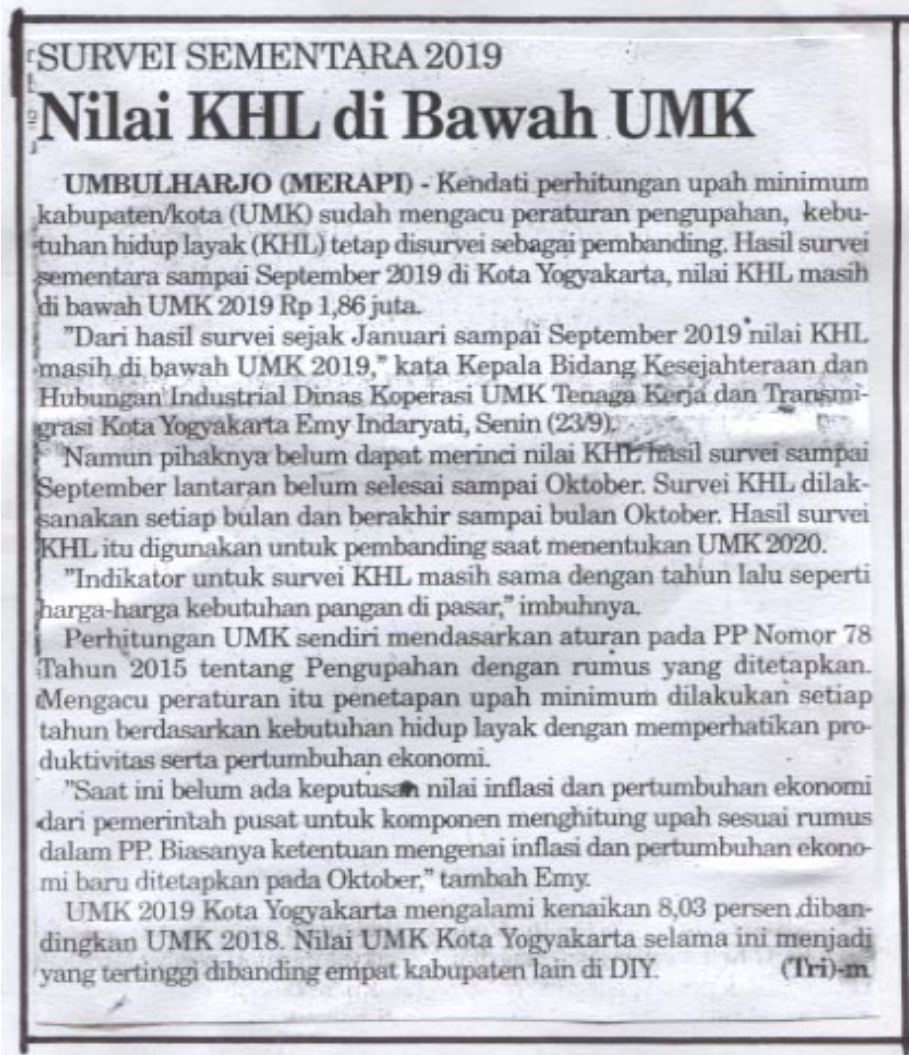 SURVEI SEMENTARA 2019
Nilai KHL di Bawah UMK
UMBULHARJO (MERAPI) - Kendati perhitungan upah minimum
kabupaten/kota (UMK) sudah mengacu peraturan pengupahan, kebu-
tuhan hidup layak (KHL) tetap disurvei sebagai pembanding. Hasil survei
sementara sampai September 2019 di Kota Yogyakarta, nilai KHL masih
di bawah UMK 2019 Rp 1,86 juta.
"Dari hasil survei sejak Januari sampai September 2019 nilai KHL
masih di bawah UMK 2019," kata Kepala Bidang Kesejahteraan dan
Hubungan Industrial Dinas Koperasi UMK Tenaga Kerja dan Transmi-
grasi Kota Yogyakarta Emy Indaryati, Senin (23/9).
Namun pihaknya belum dapat merinci nilai KHL hasil survei sampai
September lantaran belum selesai sampai Oktober. Survei KHL dilak-
sanakan setiap bulan dan berakhir sampai bulan Oktober. Hasil survei
KHL itu digunakan untuk pembanding saat menentukan UMK 2020.
"Indikator untuk survei KHL masih sama dengan tahun lalu seperti
harga-harga kebutuhan pangan di pasar," imbuhnya.
Perhitungan UMK sendiri mendasarkan aturan pada PP Nomor 78
Tahun 2015 tentang Pengupahan dengan rumus yang ditetapkan.
Mengacu peraturan itu penetapan upah minimum dilakukan setiap
tahun berdasarkan kebutuhan hidup layak dengan memperhatikan pro-
duktivitas serta pertumbuhan ekonomi.
"Saat ini belum ada keputusan nilai inflasi dan pertumbuhan ekonomi
dari pemerintah pusat untuk komponen menghitung upah sesuai rumus
dalam PP. Biasanya ketentuan mengenai inflasi dan pertumbuhan ekono-
mi baru ditetapkan pada Oktober," tambah Emy.
UMK 2019 Kota Yogyakarta mengalami kenaikan 8,03 persen diban-
dingkan UMK 2018. Nilai UMK Kota Yogyakarta selama ini menjadi
yang tertinggi dibanding empat kabupaten lain di DIY. (Tri)-m